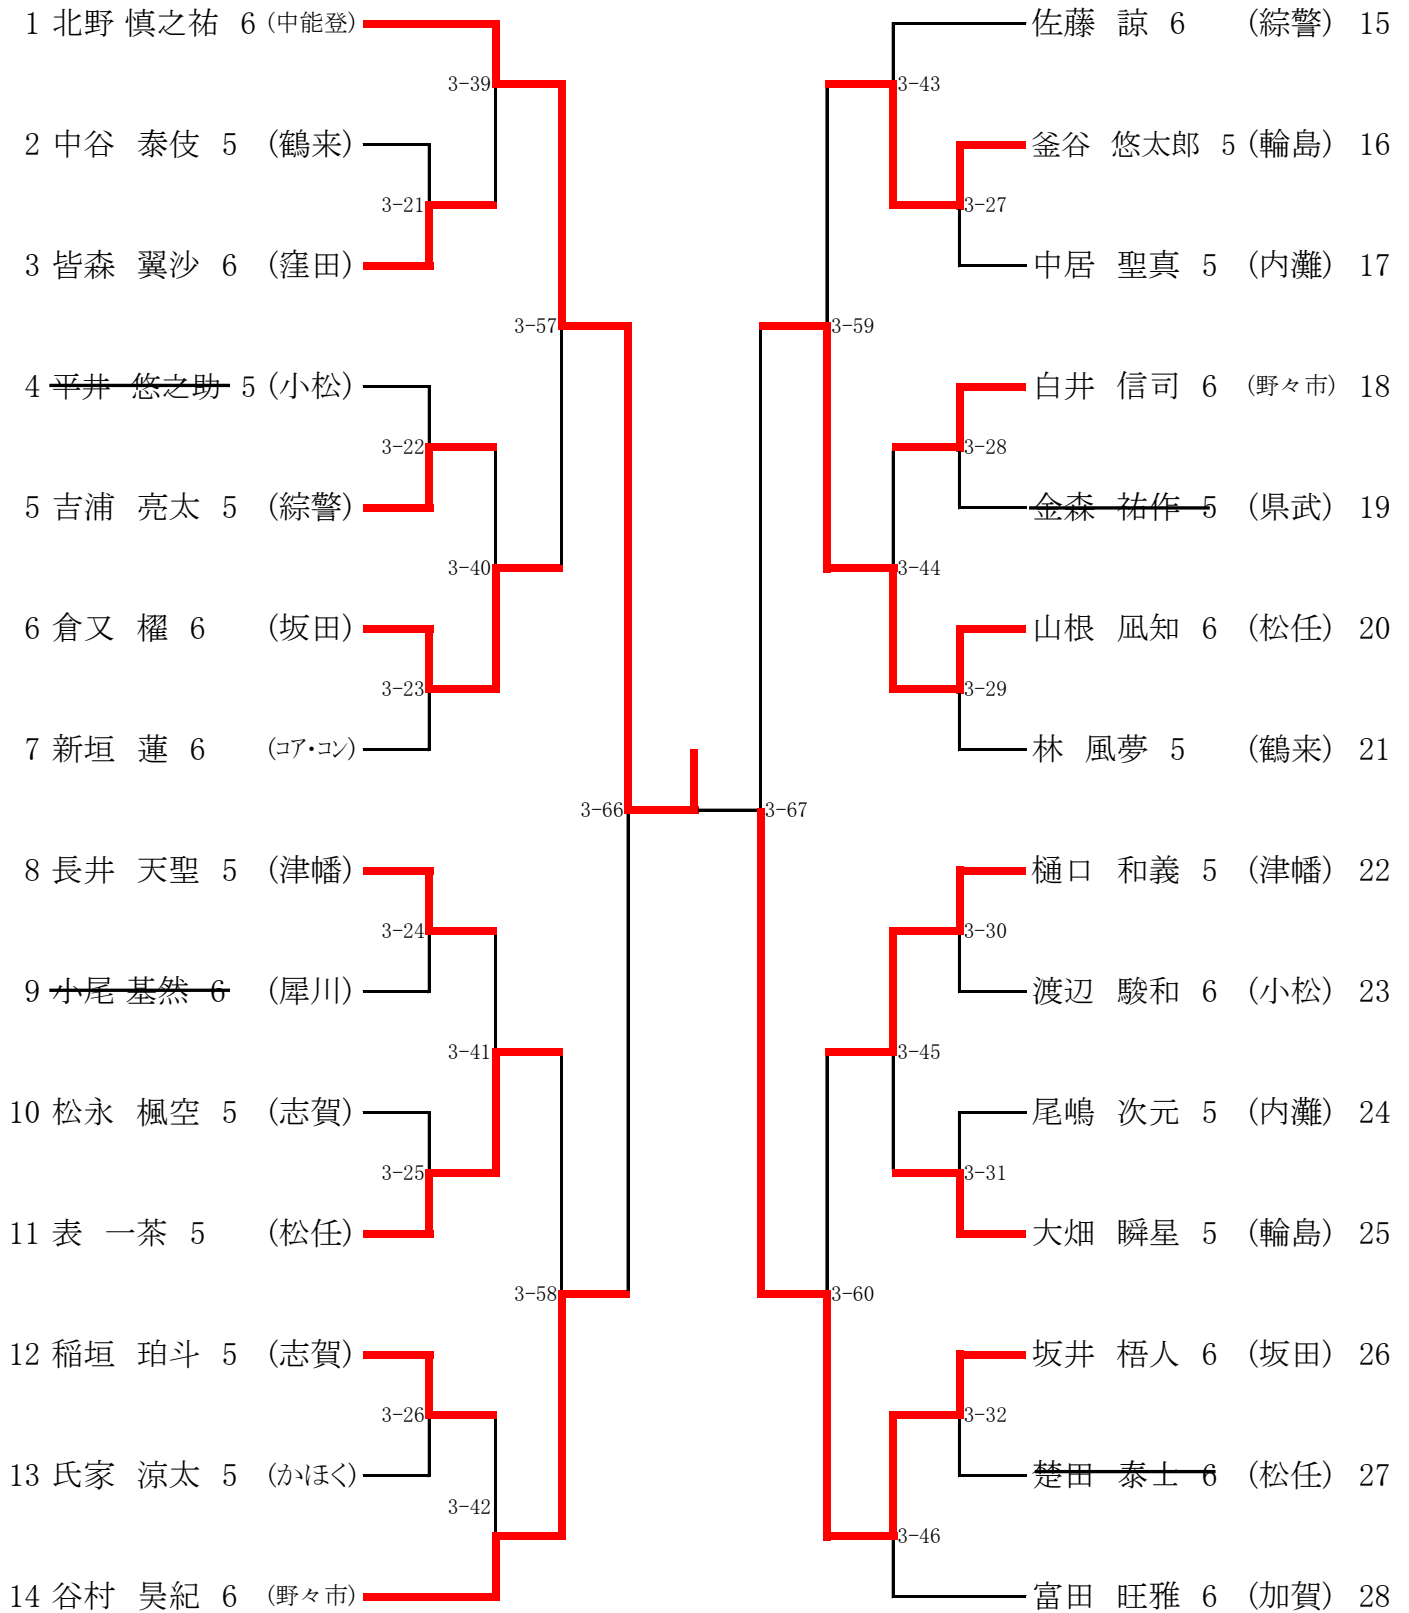 1 北野 慎之祐 6 (中能登)
3-39
2 中谷 泰伎 5 (鶴来)
3-21
3 皆森 翼沙 6 (窪田)
3-57
4 平井 悠之助 5 (小松)
3-22
5 吉浦 亮太 5 (綜警)
3-40
6 倉又 櫂 6 (坂田)
3-23
7 新垣 蓮 6 (コア・コン)
3-66
8 長井 天聖 5 (津幡)
3-24
9 小尾 基然 6 (犀川)
3-41
10 松永 楓空 5 (志賀)
3-25
11 表 一茶 5 (松任)
3-58
12 稲垣 珀斗 5 (志賀)
3-26
13 氏家 涼太 5 (かほく)
3-42
14 谷村 昊紀 6 (野々市)
佐藤 諒 6 (綜警) 15
3-43
釜谷 悠太郎 5 (輪島) 16
3-27
中居 聖真 5 (内灘) 17
3-59
白井 信司 6 (野々市) 18
3-28
金森 祐作 5 (県武) 19
3-44
山根 凪知 6 (松任) 20
3-29
林 風夢 5 (鶴来) 21
3-67
樋口 和義 5 (津幡) 22
3-30
渡辺 駿和 6 (小松) 23
3-45
尾嶋 次元 5 (内灘) 24
3-31
大畑 瞬星 5 (輪島) 25
3-60
坂井 梧人 6 (坂田) 26
3-32
楚田 泰士 6 (松任) 27
3-46
富田 旺雅 6 (加賀) 28